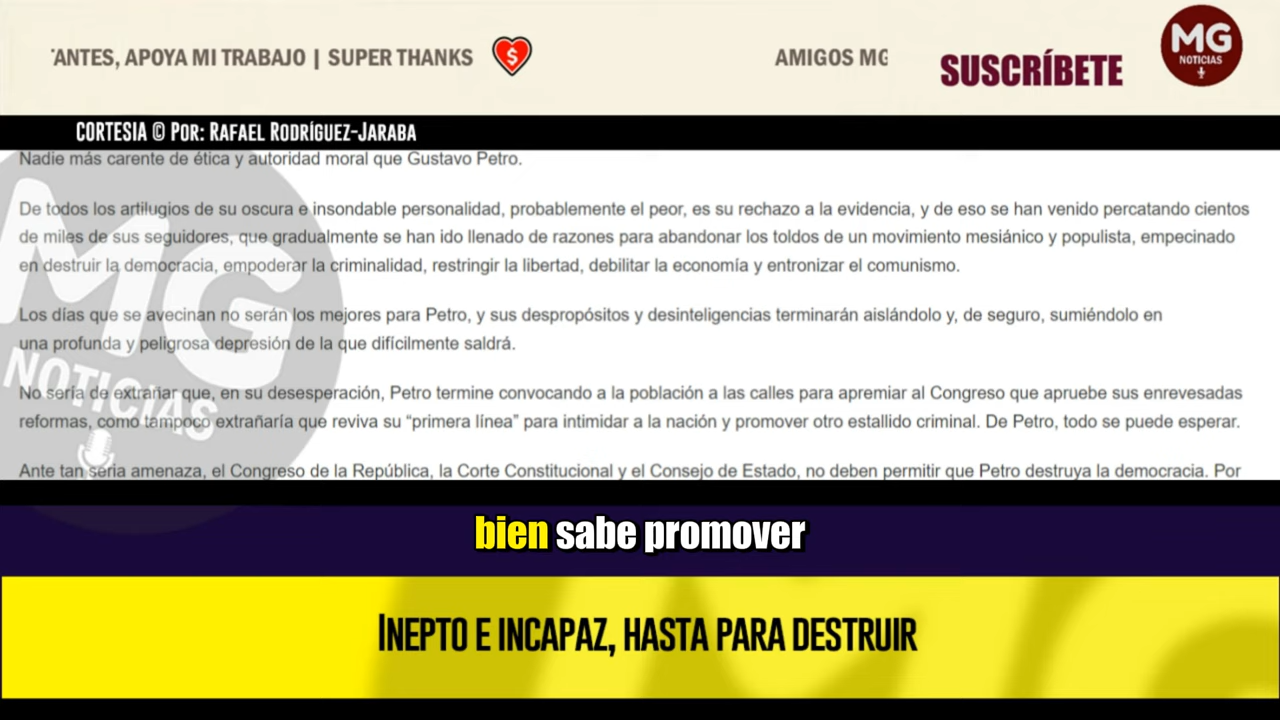 'ANTES, APOYA MI TRABAJO | SUPER THANKS
AMIGOS MG
SUSCRÍBETE
MG
NOTICIAS
CORTESIA © Por: Rafael Rodríguez-Jaraba
Nadie más carente de ética y autoridad moral que Gustavo Petro.
De todos los artilugios de su oscura e insondable personalidad, probablemente el peor, es su rechazo a la evidencia, y de eso se han venido percatando cientos
de miles de sus seguidores, que gradualmente se han ido llenado de razones para abandonar los toldos de un movimiento mesiánico y populista, empecinado
en destruir la democracia, empoderar la criminalidad, restringir la libertad, debilitar la economía y entronizar el comunismo.
Los días que se avecinan no serán los mejores para Petro, y sus despropósitos y desinteligencias terminarán aislándolo y, de seguro, sumiéndolo en
una profunda y peligrosa depresión de la que difícilmente saldrá.
No sería de extrañar que, en su desesperación, Petro termine convocando a la población a las calles para apremiar al Congreso que apruebe sus enrevesadas
reformas, como tampoco extrañaría que reviva su “primera línea” para intimidar a la nación y promover otro estallido criminal. De Petro, todo se puede esperar.
Ante tan seria amenaza, el Congreso de la República, la Corte Constitucional y el Consejo de Estado, no deben permitir que Petro destruya la democracia. Por
MG
NOTICIAS
bien sabe promover
Inepto e incapaz, hasta para destruir